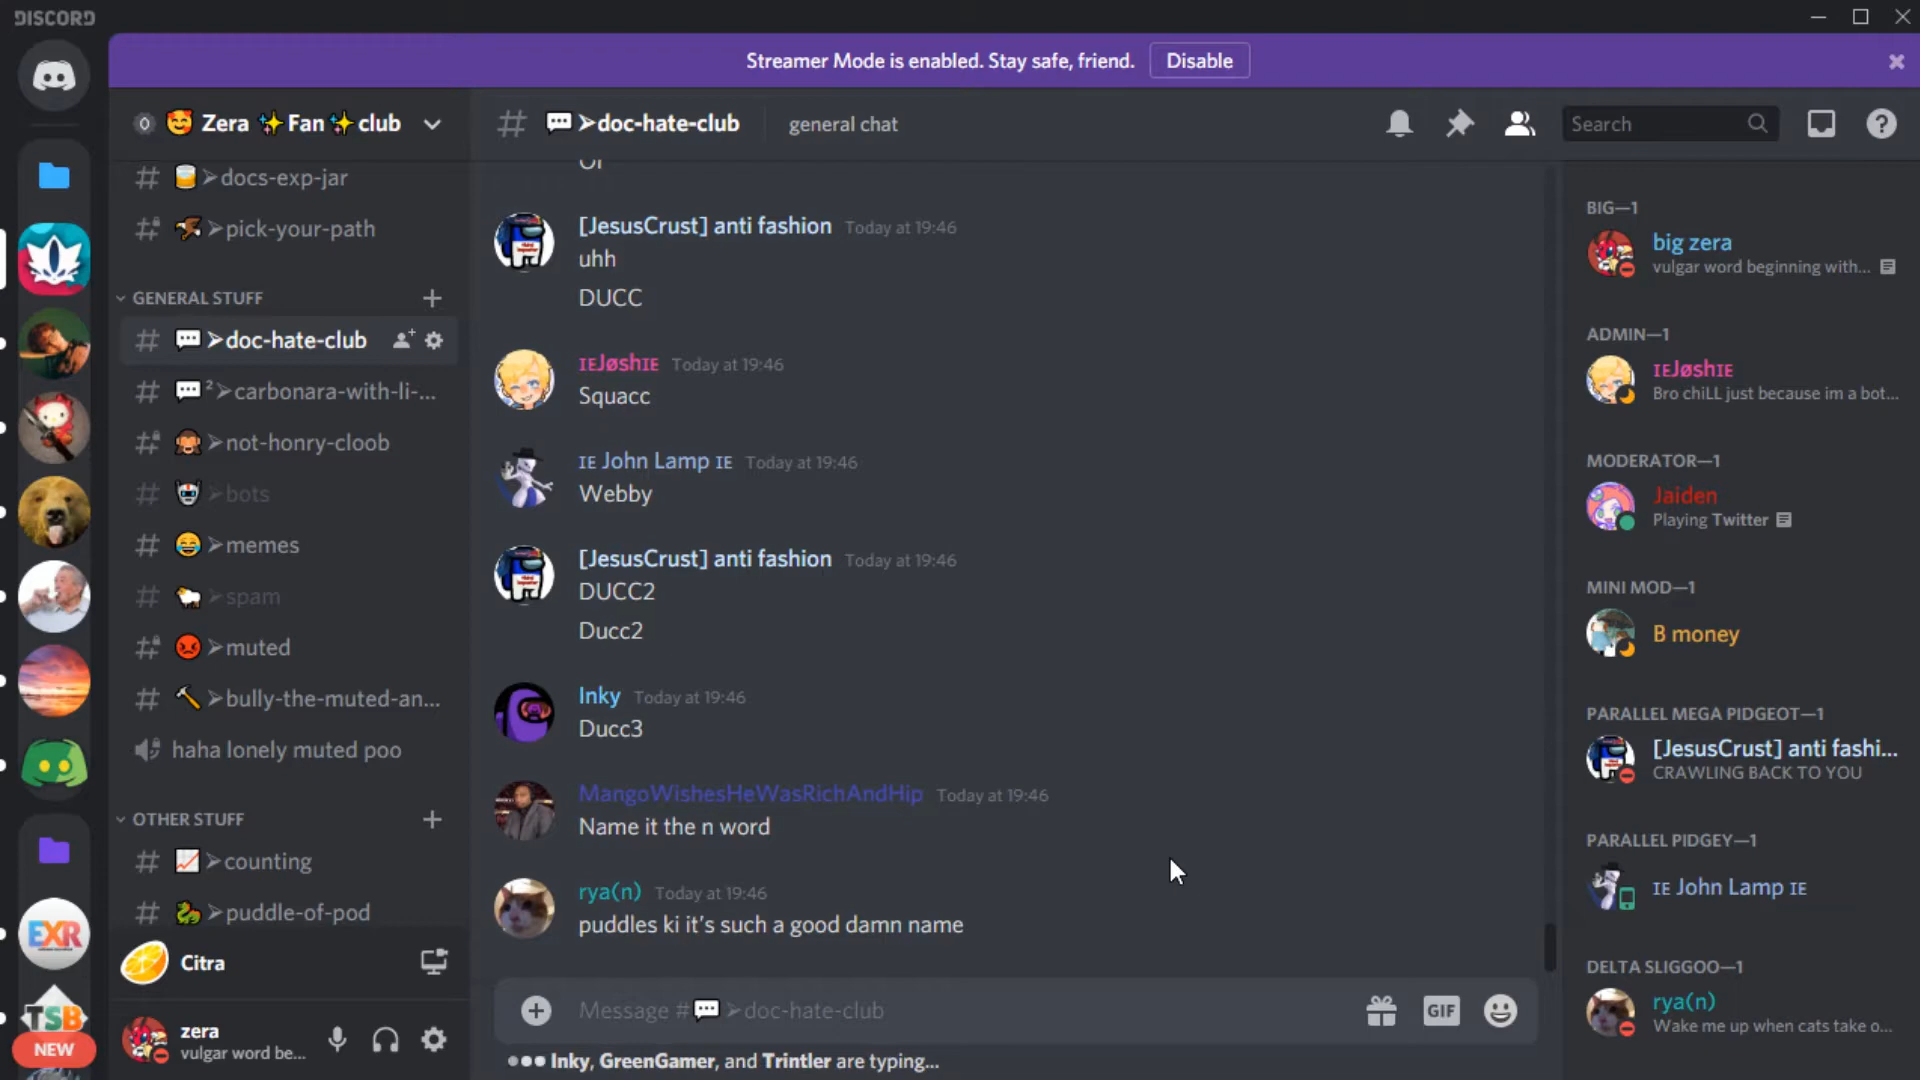 DISCORD
Streamer Mode is enabled. Stay safe, friend.
Disable
Zera ✨Fan✨club
➢docs-exp-jar
➢pick-your-path
GENERAL STUFF
➢doc-hate-club
²➢carbonara-with-li-...
➢not-honry-cloob
➢bots
➢memes
➢spam
➢muted
➢bully-the-muted-an...
haha lonely muted poo
OTHER STUFF
➢counting
➢puddle-of-pod
Citra
zera
vulgar word be...
EXR
TSB
NEW
# 💬➢doc-hate-club
general chat
Search
[JesusCrust] anti fashion Today at 19:46
uhh
DUCC
IEJøshIE Today at 19:46
Squacc
IE John Lamp IE Today at 19:46
Webby
[JesusCrust] anti fashion Today at 19:46
DUCC2
Ducc2
Inky Today at 19:46
Ducc3
MangoWishesHeWasRichAndHip Today at 19:46
Name it the n word
rya(n) Today at 19:46
puddles ki it's such a good damn name
Message #💬➢doc-hate-club
GIF
Inky, GreenGamer, and Trintler are typing...
BIG—1
big zera
vulgar word beginning with...
ADMIN—1
IEJøshIE
Bro chiLL just because im a bot...
MODERATOR—1
Jaiden
Playing Twitter
MINI MOD—1
B money
PARALLEL MEGA PIDGEOT—1
[JesusCrust] anti fashi...
CRAWLING BACK TO YOU
PARALLEL PIDGEY—1
IE John Lamp IE
DELTA SLIGGOO—1
rya(n)
Wake me up when cats take o...